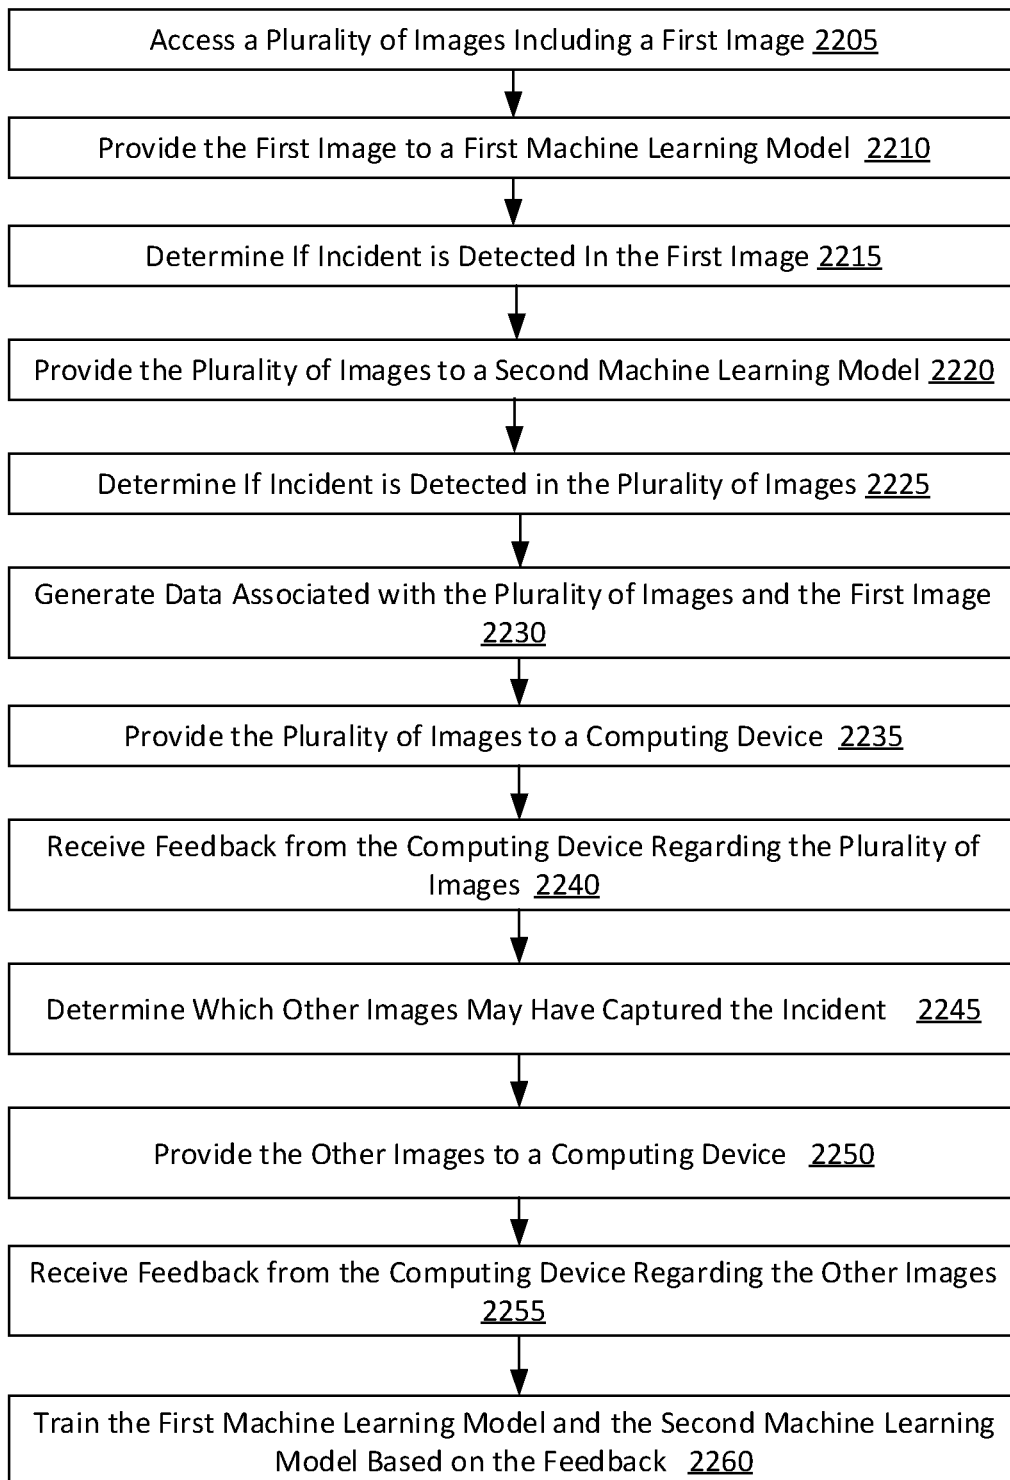 Access a Plurality of Images Including a First Image 2205
Provide the First Image to a First Machine Learning Model 2210
Determine If Incident is Detected In the First Image 2215
Provide the Plurality of Images to a Second Machine Learning Model 2220
Determine If Incident is Detected in the Plurality of Images 2225
Generate Data Associated with the Plurality of Images and the First Image
2230
Provide the Plurality of Images to a Computing Device 2235
Receive Feedback from the Computing Device Regarding the Plurality of
Images 2240
Determine Which Other Images May Have Captured the Incident 2245
Provide the Other Images to a Computing Device 2250
Receive Feedback from the Computing Device Regarding the Other Images
2255
Train the First Machine Learning Model and the Second Machine Learning
Model Based on the Feedback 2260